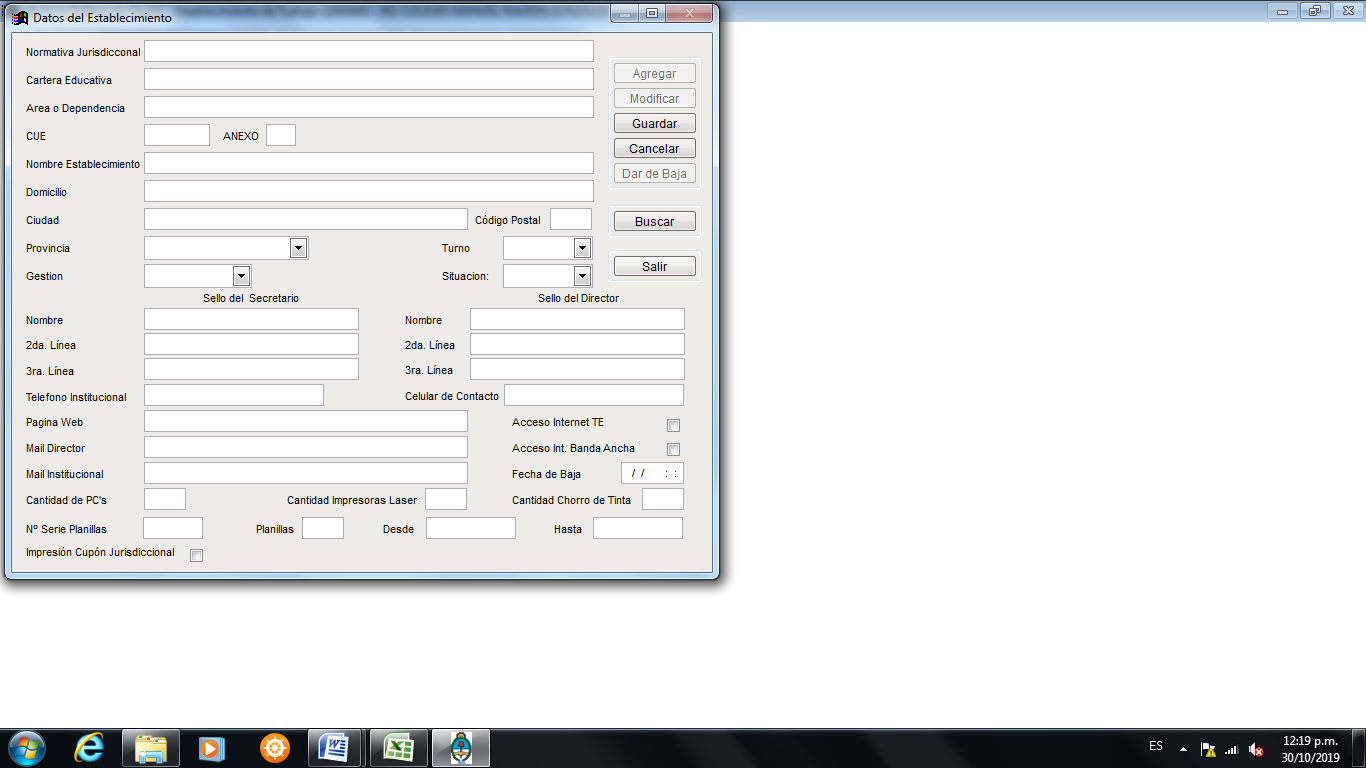 Datos del Establecimiento
Normativa Jurisdicconal
Agregar
Cartera Educativa
Modificar
Area o Dependencia
Guardar
CUE ANEXO
Cancelar
Nombre Establecimiento
Dar de Baja
Domicilio
Ciudad Código Postal
Buscar
Provincia Turno
Salir
Gestion Situacion:
Sello del Secretario Sello del Director
Nombre Nombre
2da. Línea 2da. Línea
3ra. Línea 3ra. Línea
Telefono Institucional Celular de Contacto
Pagina Web Acceso Internet TE
Mail Director Acceso Int. Banda Ancha
Mail Institucional Fecha de Baja / / : :
Cantidad de PC's Cantidad Impresoras Laser Cantidad Chorro de Tinta
Nº Serie Planillas Planillas Desde Hasta
Impresión Cupón Jurisdiccional
ES 12:19 p.m.
30/10/2019